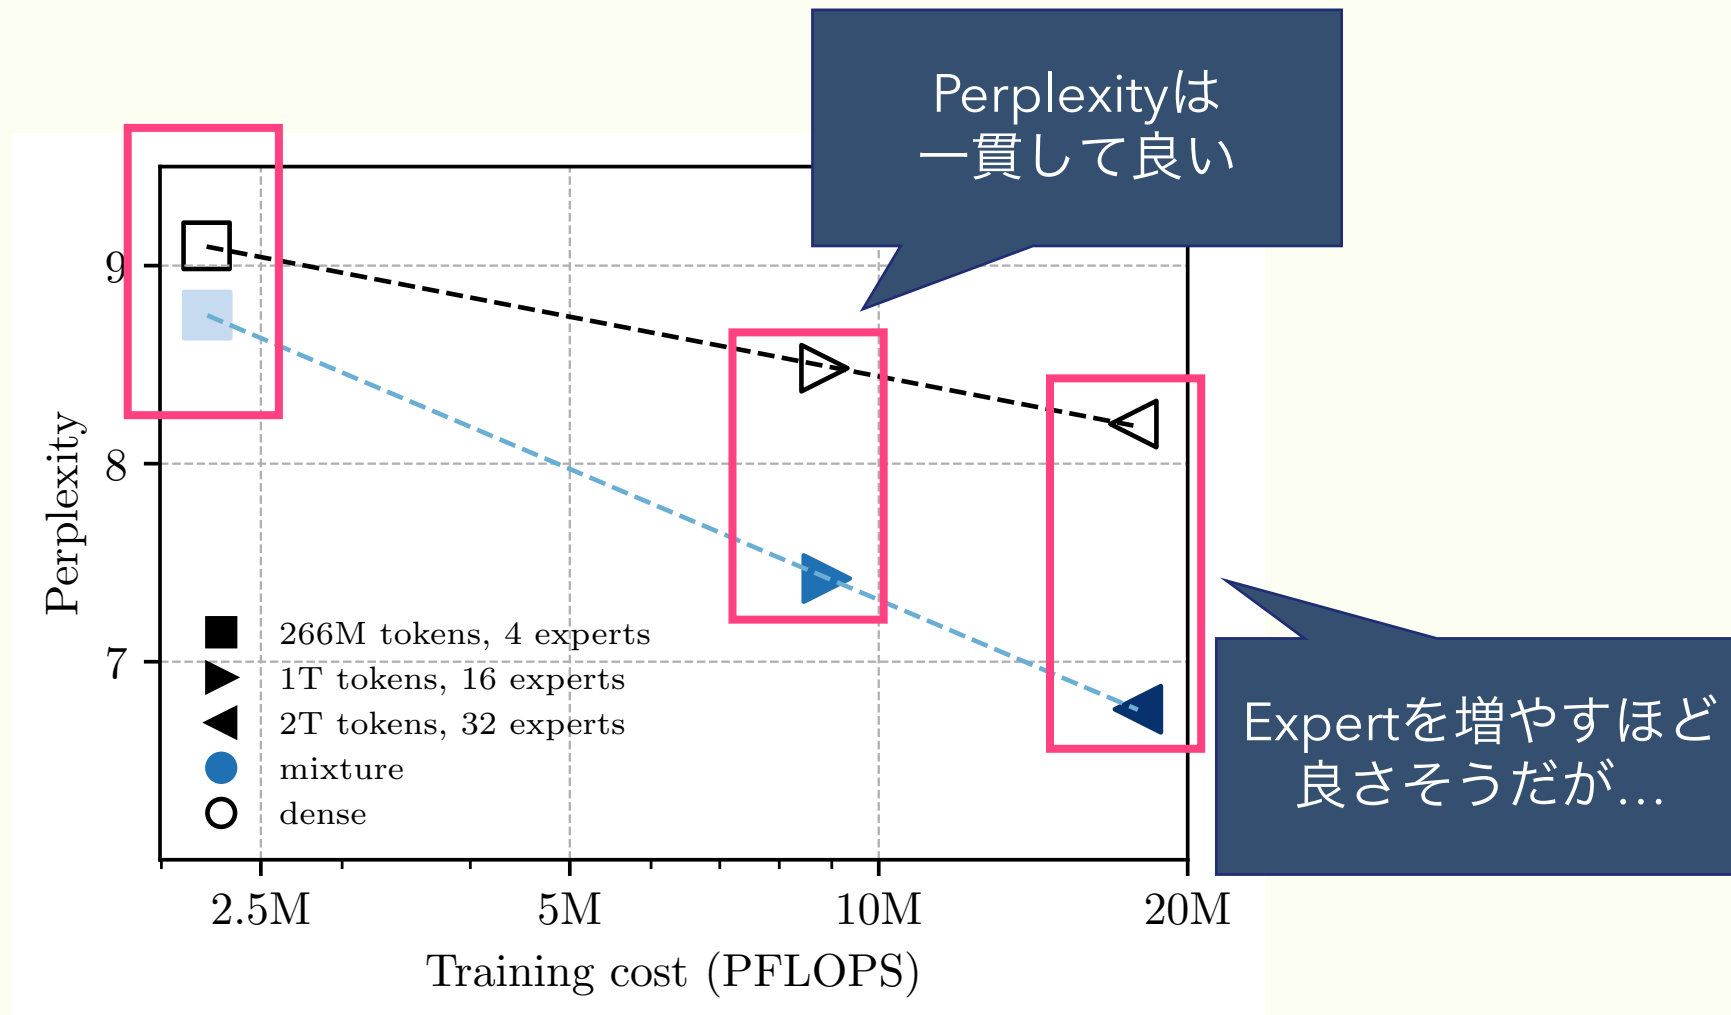 Perplexityは
一貫して良い
9
8
7
Perplexity
266M tokens, 4 experts
1T tokens, 16 experts
2T tokens, 32 experts
mixture
dense
Expertを増やすほど
良さそうだが…
2.5M
5M
10M
20M
Training cost (PFLOPS)